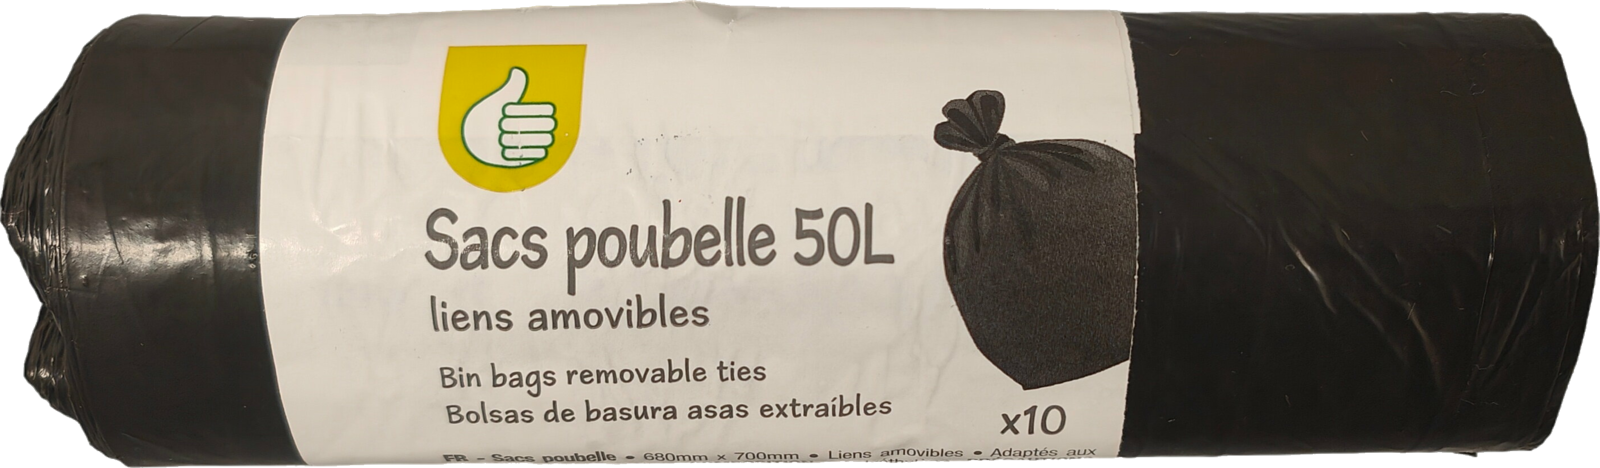 Sacs poubelle 50L
liens amovibles
Bin bags removable ties
Bolsas de basura asas extraíbles
x10
FR - Sacs poubelle • 680mm x 700mm • Liens amovibles • Adaptés aux